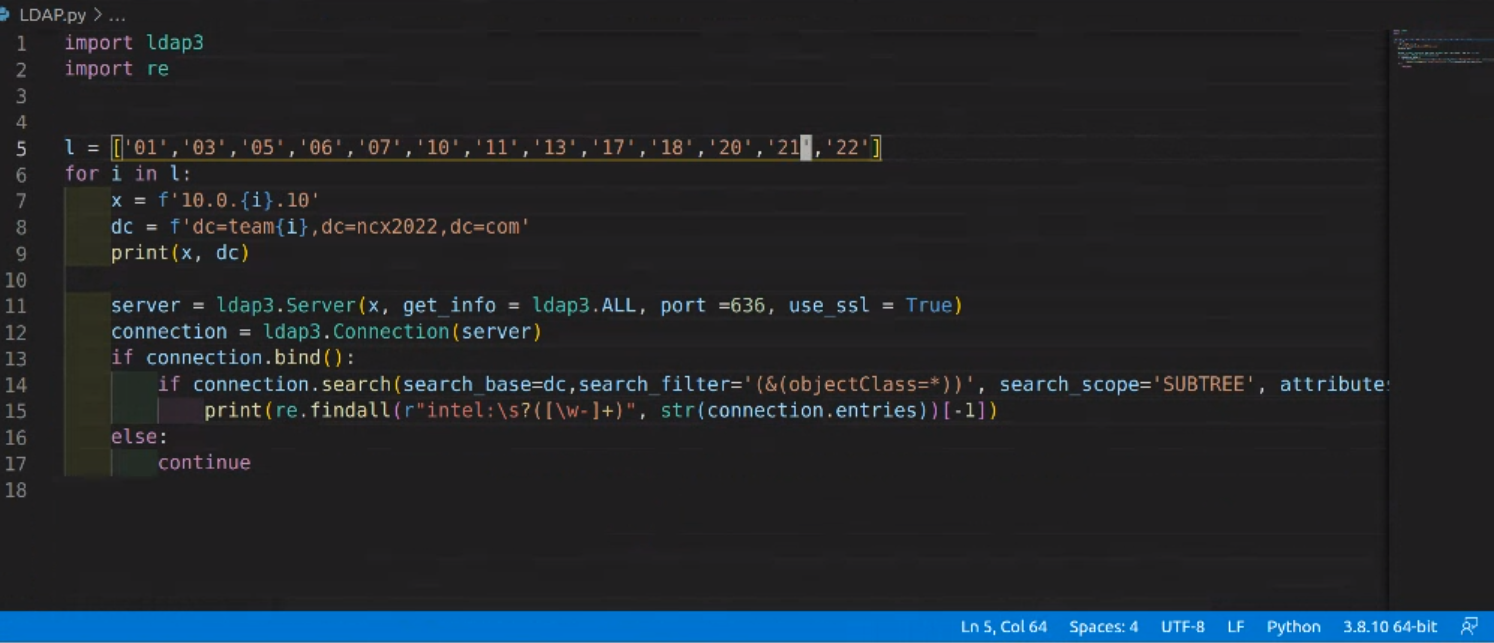 LDAP.py > ...
1 import ldap3
2 import re
3
4
5 l = ['01','03','05','06','07','10','11','13','17','18','20','21','22']
6 for i in l:
7     x = f'10.0.{i}.10'
8     dc = f'dc=team{i},dc=ncx2022,dc=com'
9     print(x, dc)
10
11     server = ldap3.Server(x, get_info = ldap3.ALL, port =636, use_ssl = True)
12     connection = ldap3.Connection(server)
13     if connection.bind():
14         if connection.search(search_base=dc,search_filter='(&(objectClass=*))', search_scope='SUBTREE', attribute
15             print(re.findall(r"intel:\s?([\w-]+)", str(connection.entries))[-1])
16     else:
17         continue
18
Ln 5, Col 64 Spaces: 4 UTF-8 LF Python 3.8.10 64-bit